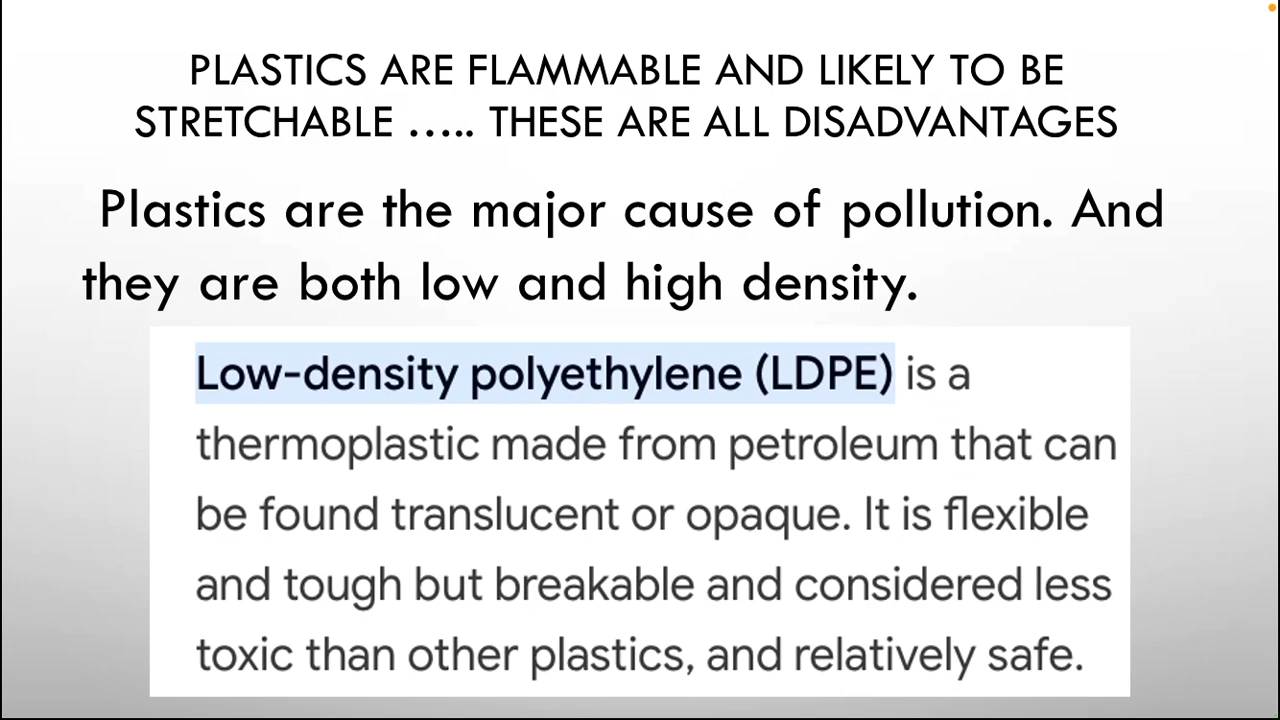 PLASTICS ARE FLAMMABLE AND LIKELY TO BE
STRETCHABLE ..... THESE ARE ALL DISADVANTAGES
Plastics are the major cause of pollution. And
they are both low and high density.
Low-density polyethylene (LDPE) is a
thermoplastic made from petroleum that can
be found translucent or opaque. It is flexible
and tough but breakable and considered less
toxic than other plastics, and relatively safe.